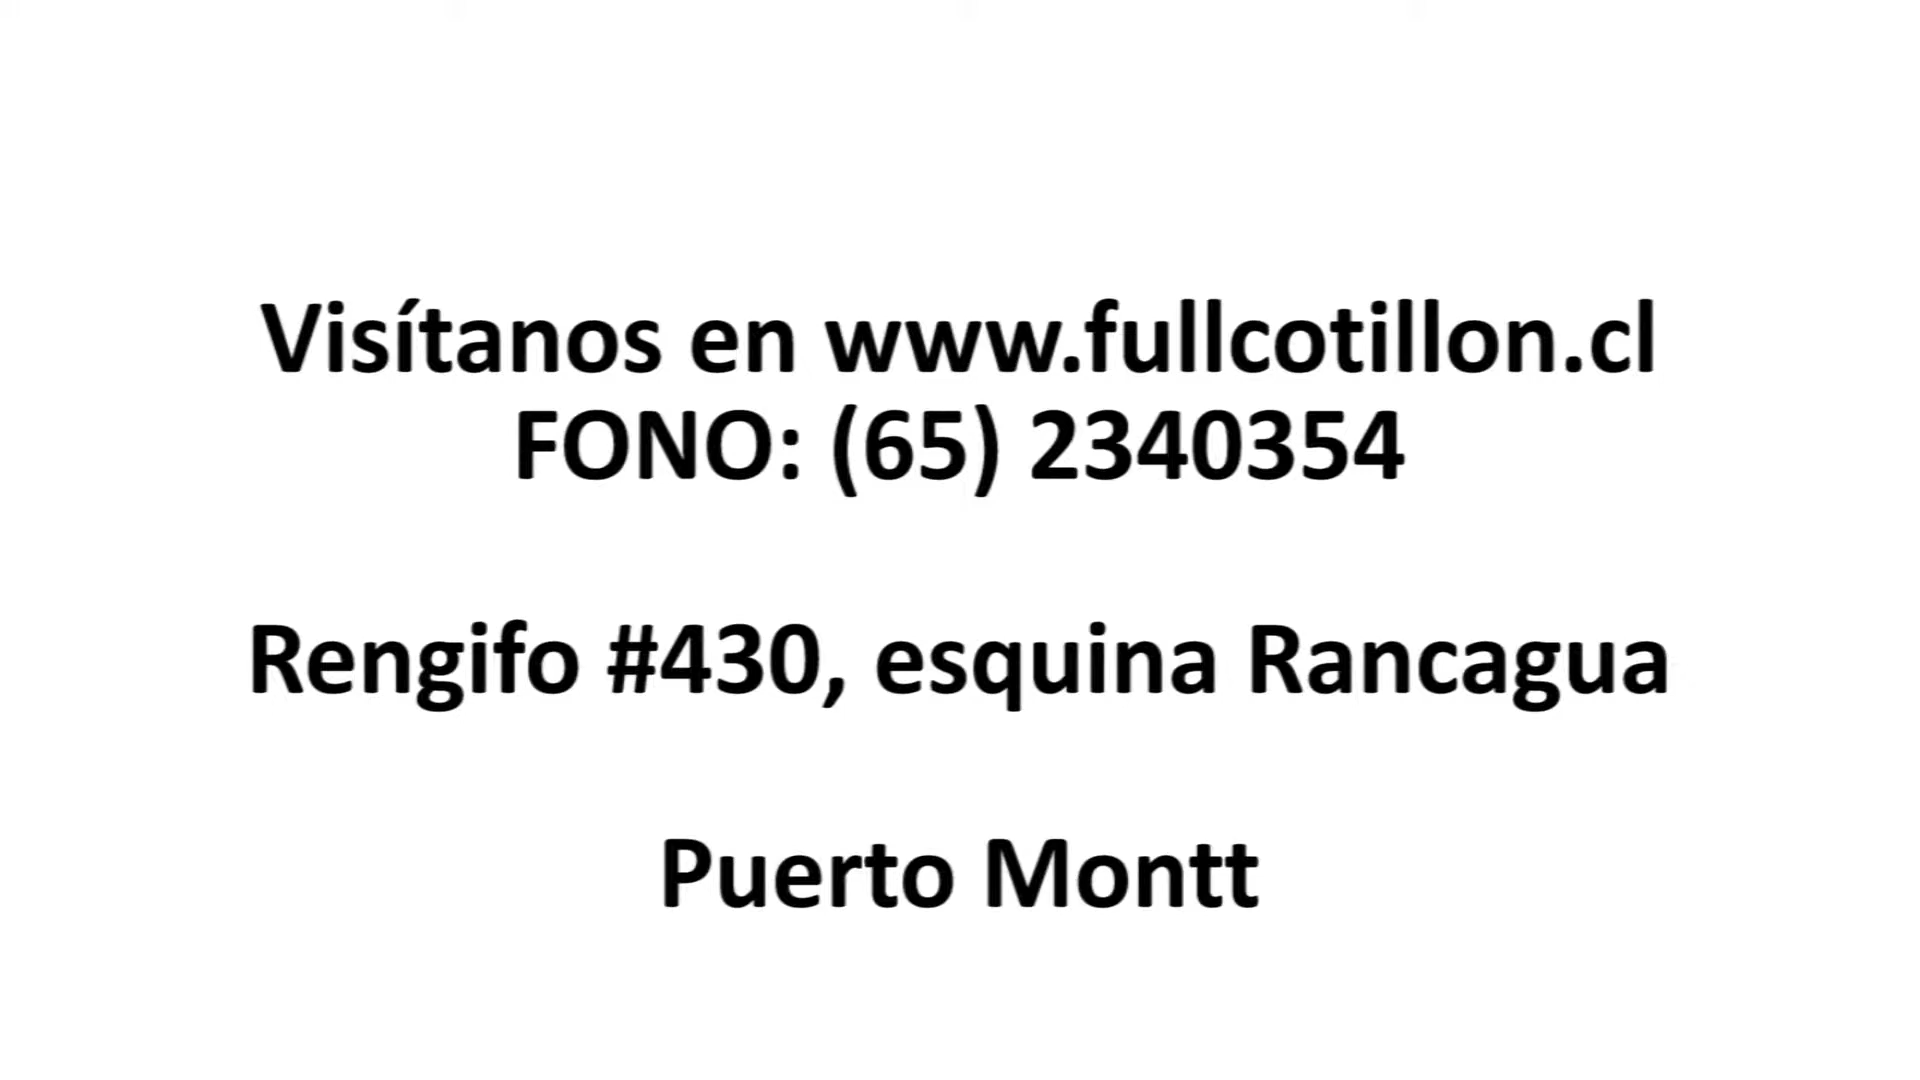 Visítanos en www.fullcotillon.cl
FONO: (65) 2340354
Rengifo #430, esquina Rancagua
Puerto Montt